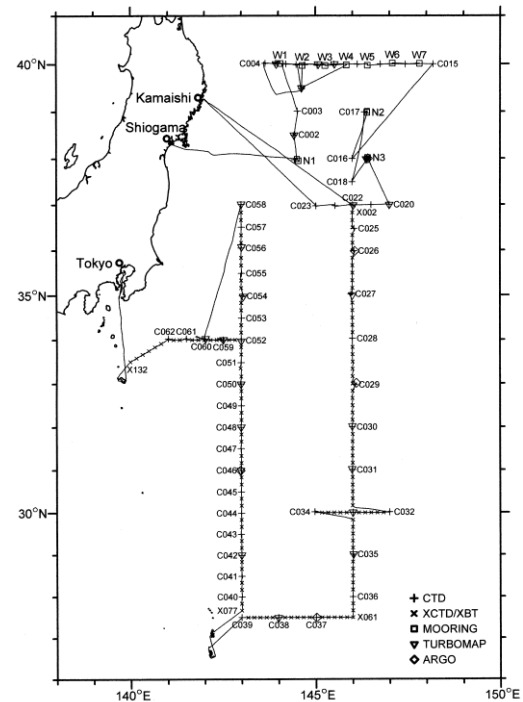 W1 W2 W3 W4 W5 W6 W7
40°N C004 C015
Kamaishi
C003 C017 N2
Shiogama
C002
N1 C016 N3
C018
C022
C058 C023 X002 C020
C057 C025
C056 C026
Tokyo
C055
35°N C054 C027
C053
C062 C061 C060 C059 C052 C028
X132 C051
C050 C029
C049
C048 C030
C047
C046 C031
C045
30°N C044 C034 C032
C043
C042 C035
C041
C040 C036
X077 X061
C039 C038 C037
CTD
XCTD/XBT
MOORING
TURBOMAP
ARGO
140°E 145°E 150°E